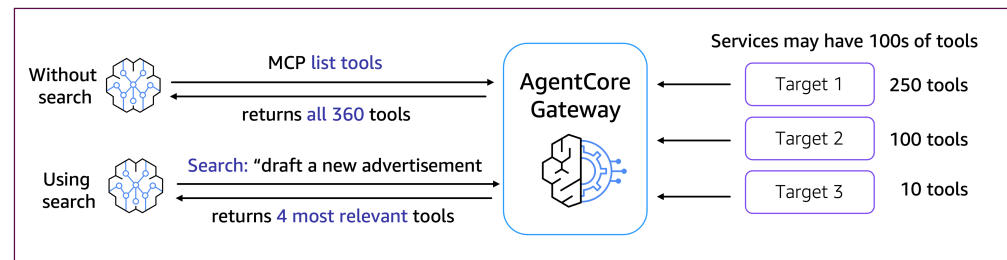 Services may have 100s of tools
Without
search
MCP list tools
returns all 360 tools
Using
search
Search: “draft a new advertisement
returns 4 most relevant tools
AgentCore
Gateway
Target 1
250 tools
Target 2
100 tools
Target 3
10 tools